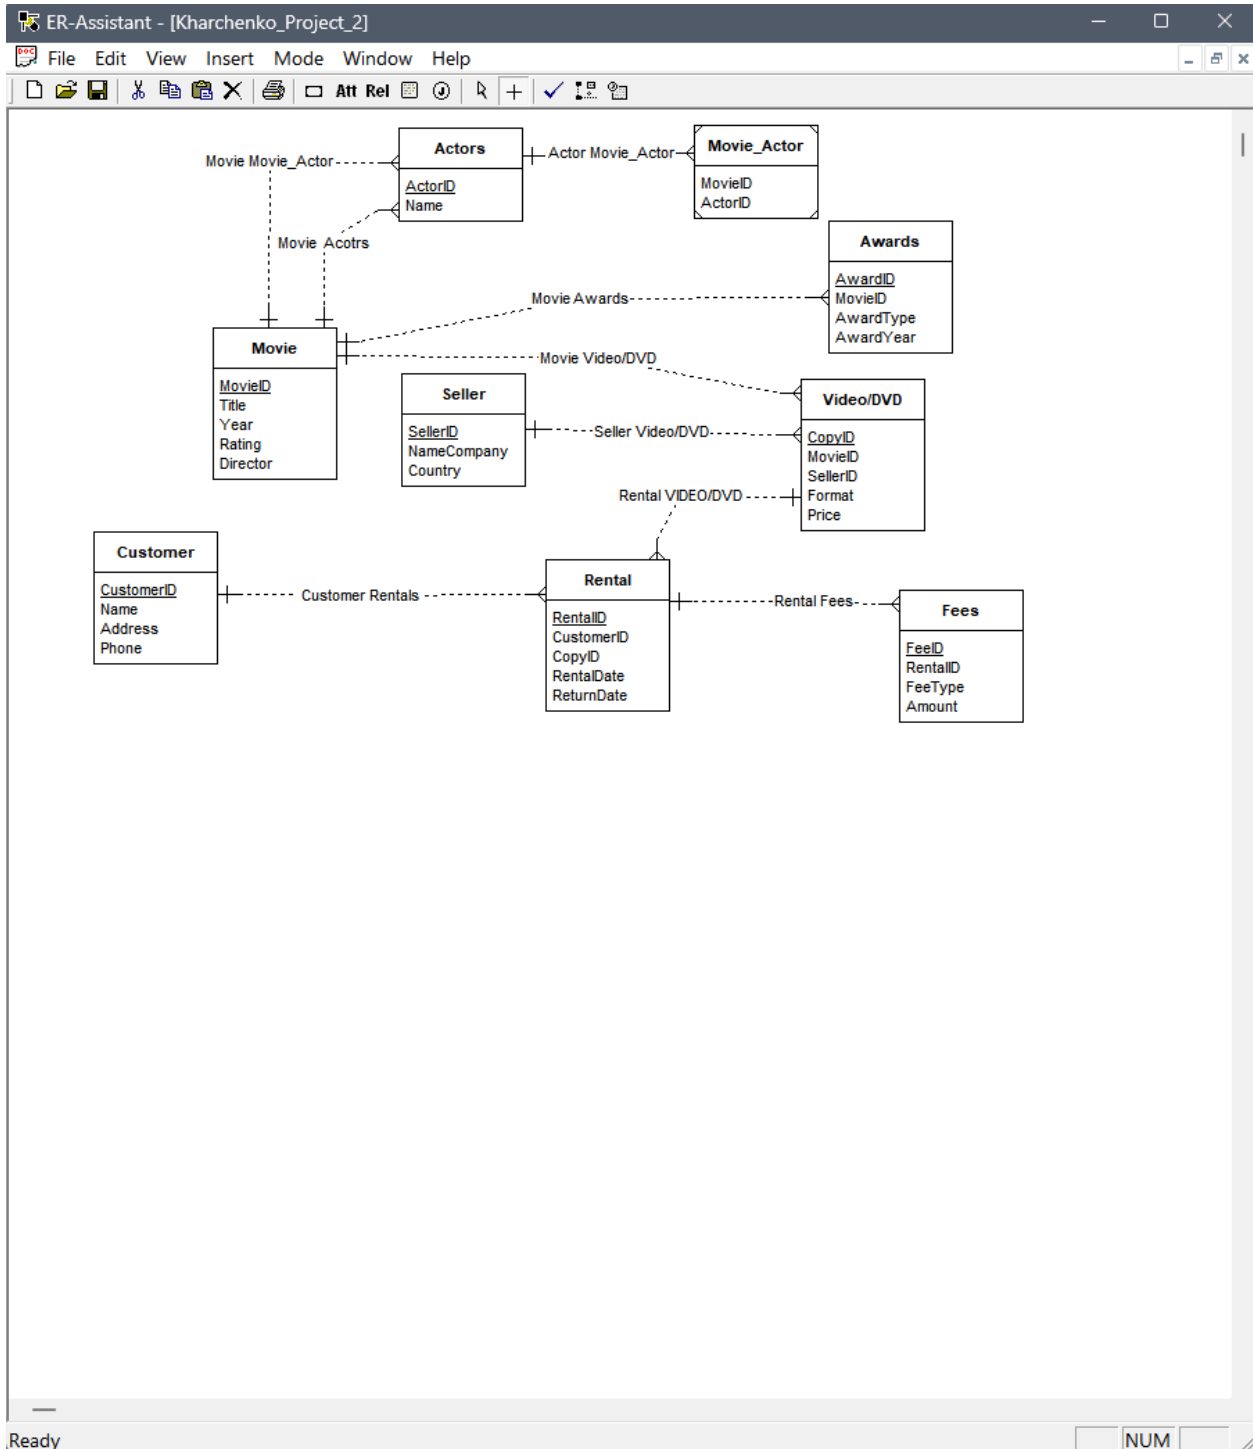 ER-Assistant - [Kharchenko_Project_2]
File Edit View Insert Mode Window Help
Att Rel
Actors
ActorID
Name
Actor Movie_Actor
Movie_Actor
MovieID
ActorID
Movie Movie_Actor
Movie Acotrs
Awards
AwardID
MovieID
AwardType
AwardYear
Movie Awards
Movie
MovieID
Title
Year
Rating
Director
Movie Video/DVD
Seller
SellerID
NameCompany
Country
Seller Video/DVD
Video/DVD
CopyID
MovieID
SellerID
Format
Price
Rental VIDEO/DVD
Customer
CustomerID
Name
Address
Phone
Customer Rentals
Rental
RentalID
CustomerID
CopyID
RentalDate
ReturnDate
Rental Fees
Fees
FeeID
RentalID
FeeType
Amount
Ready
NUM